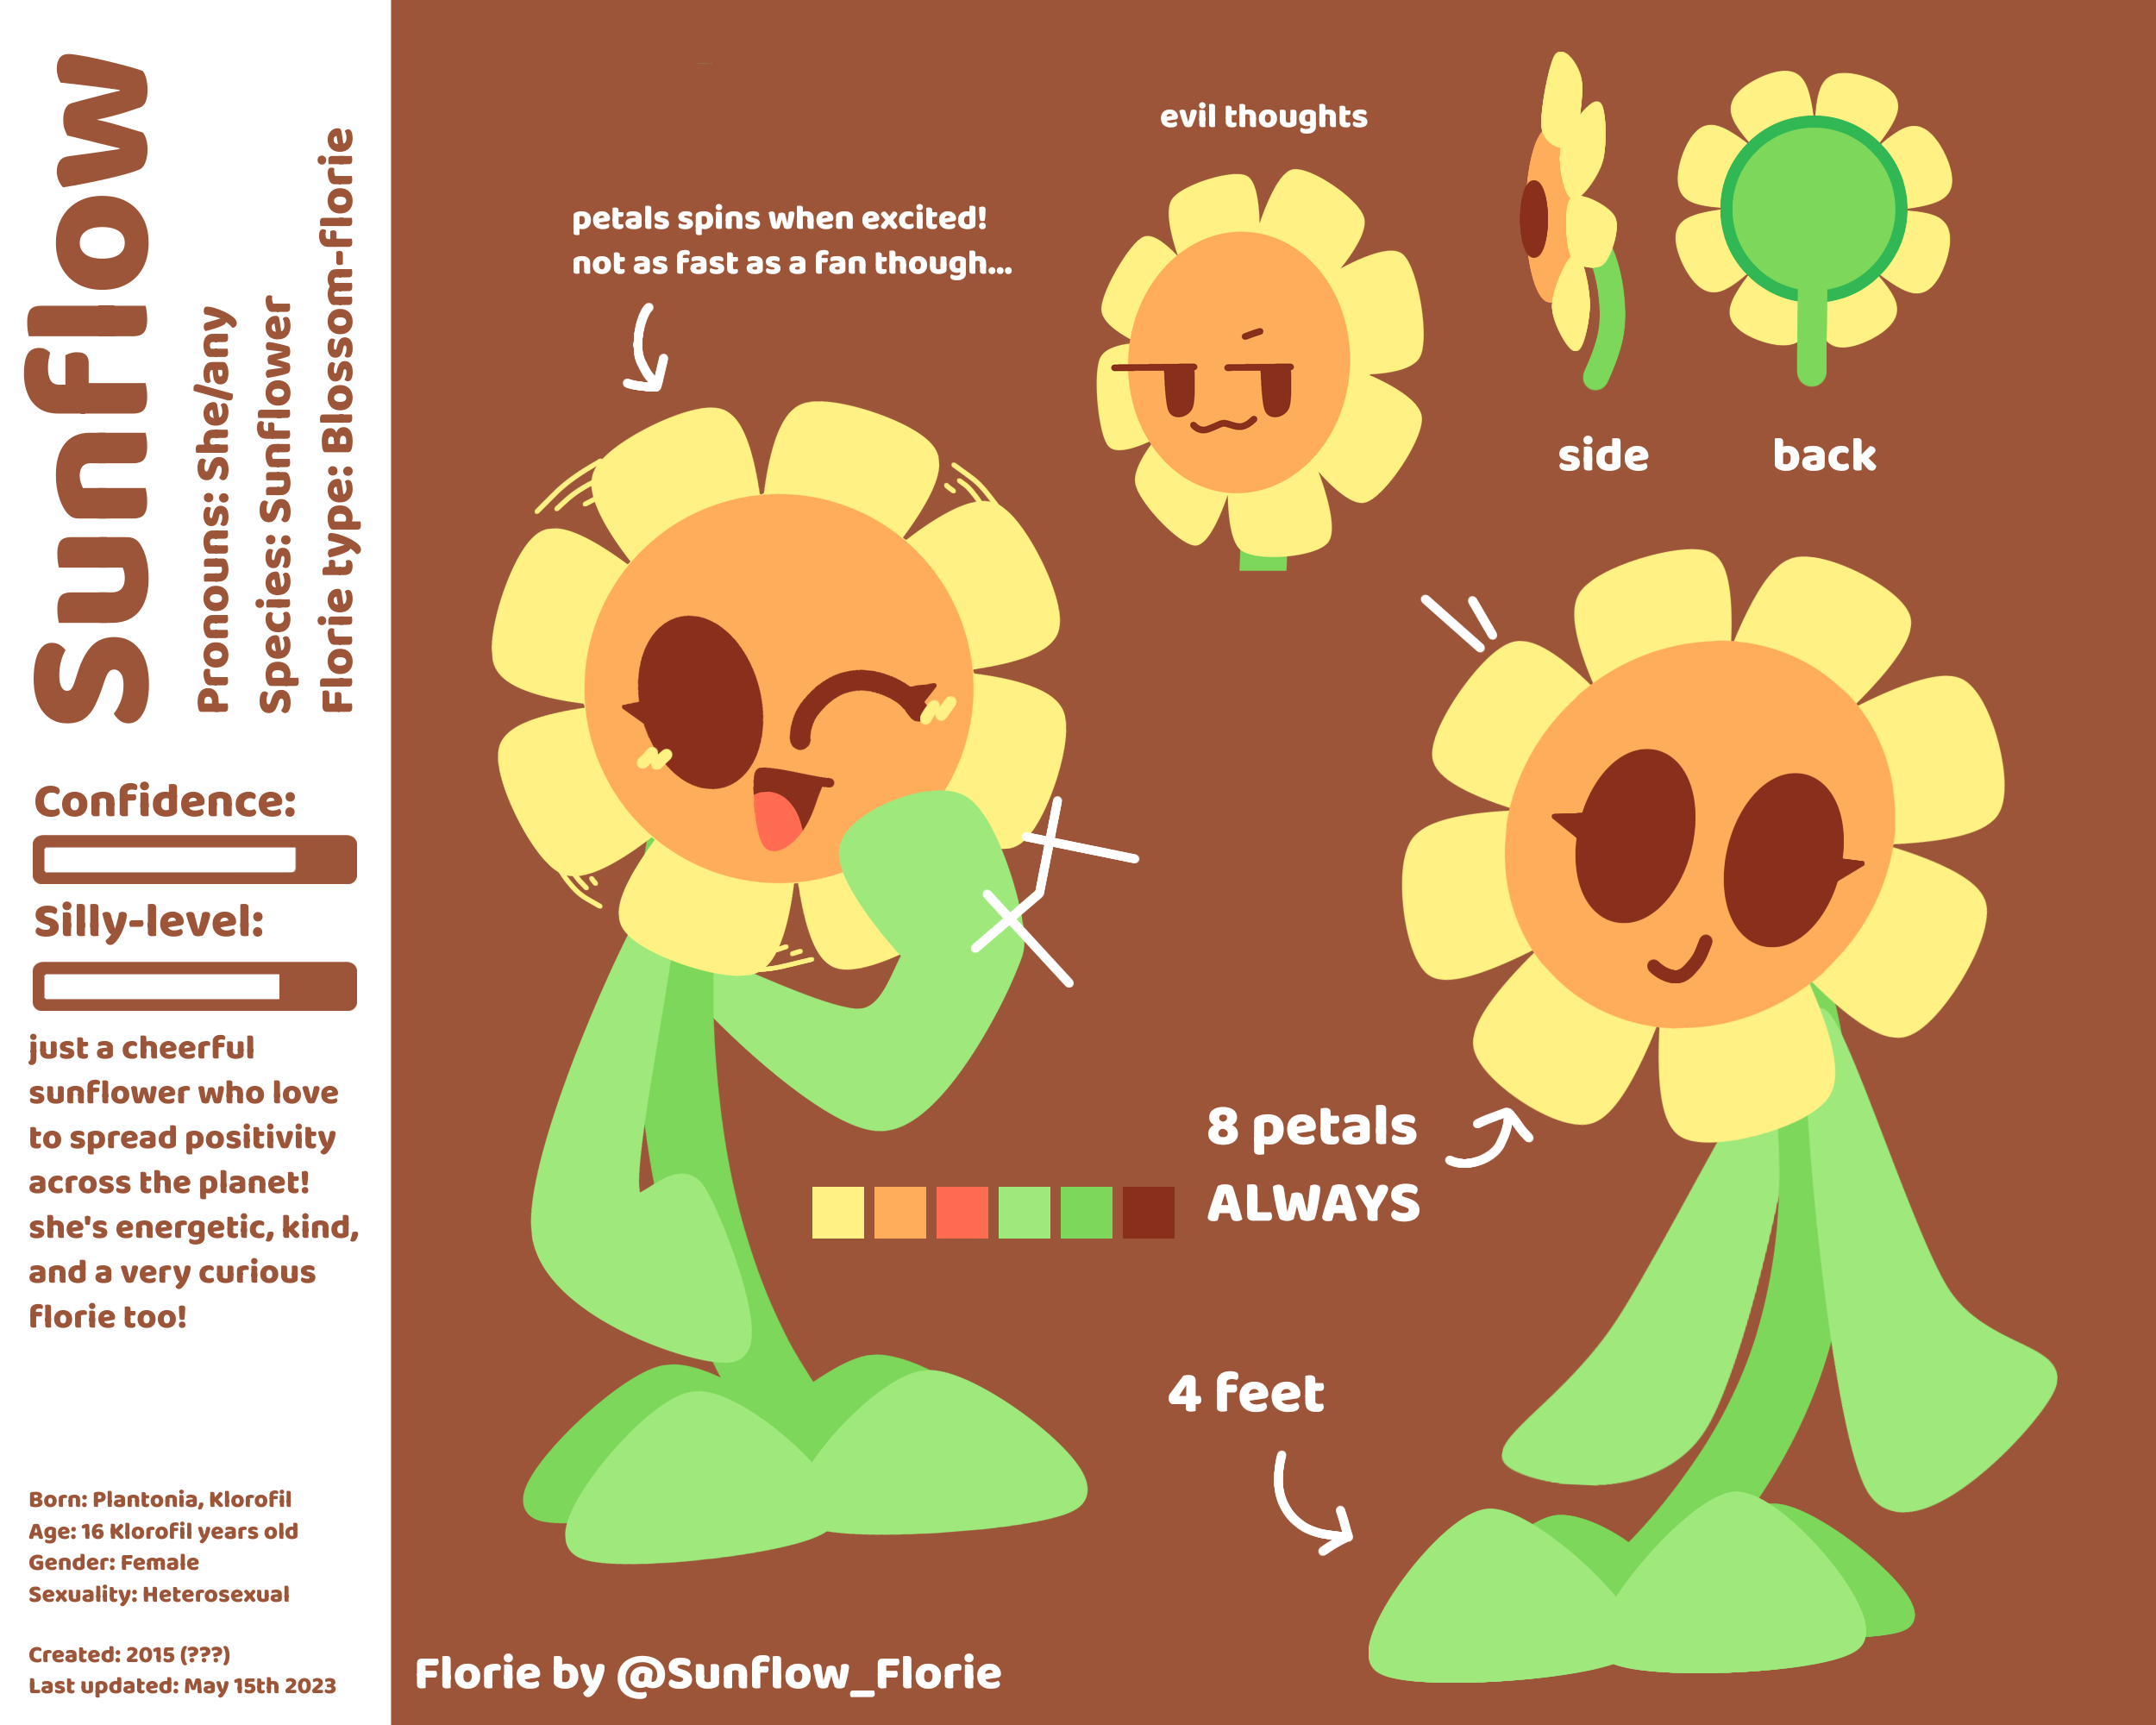 Sunflow
Pronouns: She/any
Species: Sunflower
Florie type: Blossom-florie
Confidence:
Silly-level:
just a cheerful
sunflower who love
to spread positivity
across the planet!
she's energetic, kind,
and a very curious
florie too!
Born: Plantonia, Klorofil
Age: 16 Klorofil years old
Gender: Female
Sexuality: Heterosexual
Created: 2015 (???)
Last updated: May 15th 2023
petals spins when excited!
not as fast as a fan though...
evil thoughts
side
back
8 petals
ALWAYS
4 feet
Florie by @Sunflow_Florie